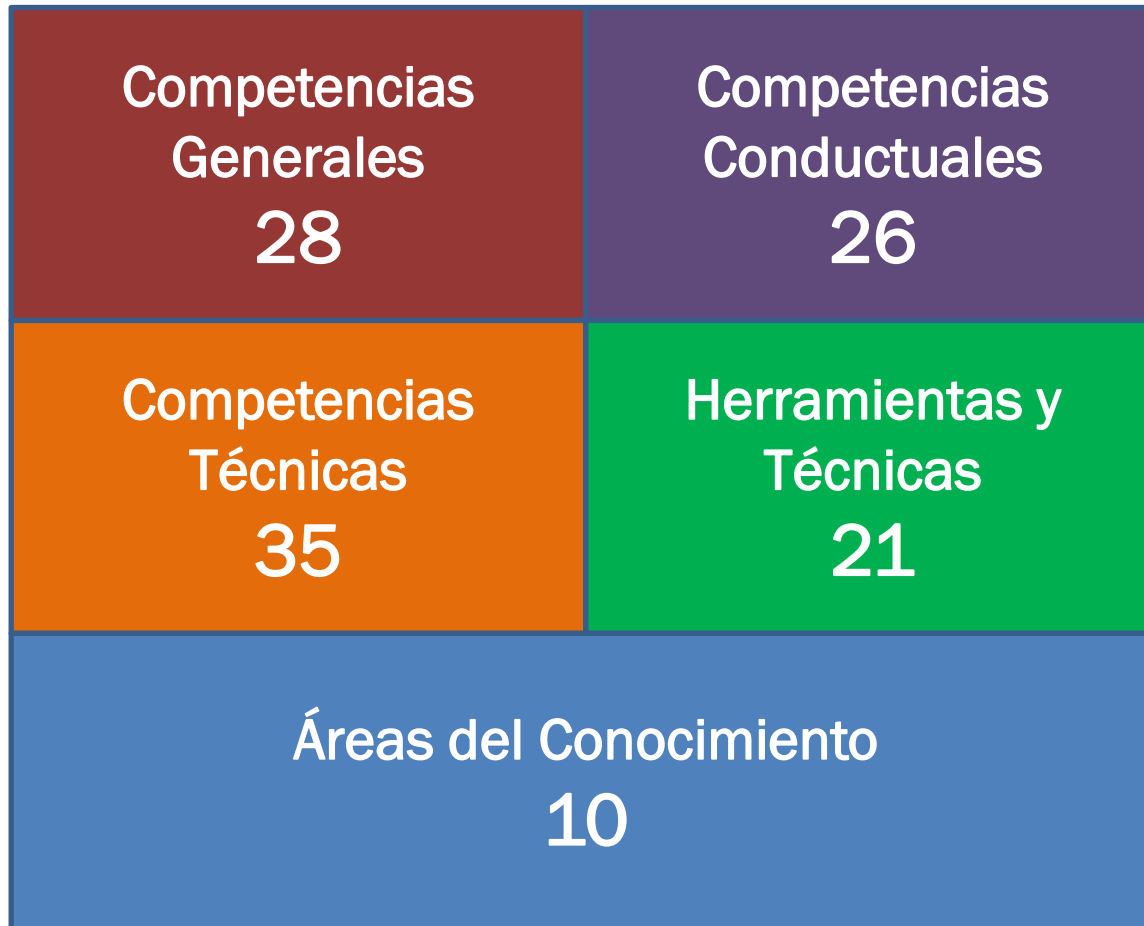 Competencias
Generales
28
Competencias
Conductuales
26
Competencias
Técnicas
35
Herramientas y
Técnicas
21
Áreas del Conocimiento
10